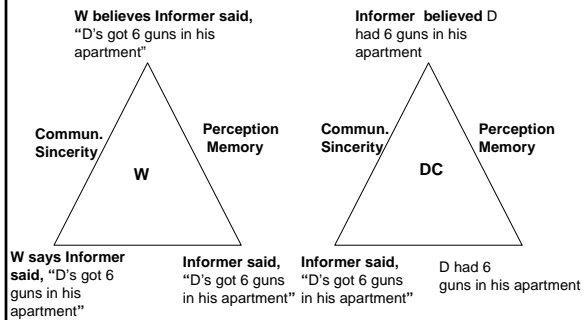 W believes Informer said,
“D’s got 6 guns in his
apartment”
Informer believed D
had 6 guns in his
apartment
Commun.
Sincerity
Perception
Memory
W
Commun.
Sincerity
Perception
Memory
DC
W says Informer
said, “D’s got 6
guns in his
apartment”
Informer said,
“D’s got 6 guns
in his apartment”
Informer said,
“D’s got 6 guns
in his apartment”
D had 6
guns in his apartment